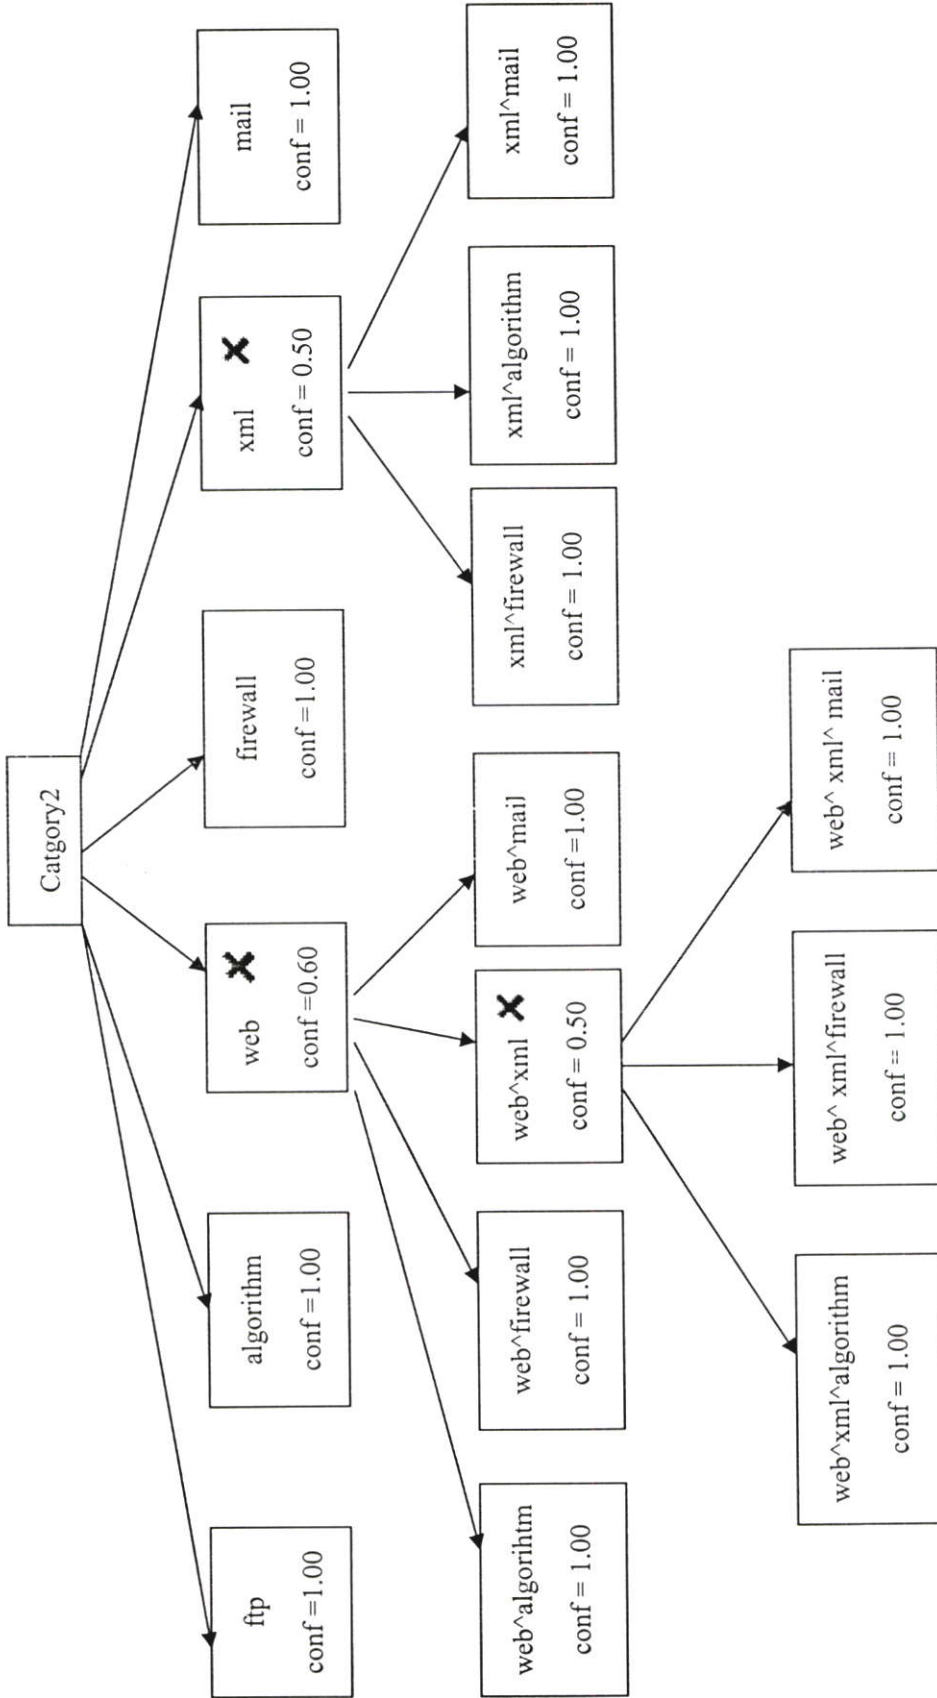 Catgory2
ftp
conf =1.00
algorithm
conf =1.00
web
conf =0.60
firewall
conf =1.00
xml
conf = 0.50
mail
conf = 1.00
web^algorihtm
conf = 1.00
web^firewall
conf = 1.00
web^xml
conf = 0.50
web^mail
conf =1.00
xml^firewall
conf = 1.00
xml^algorithm
conf = 1.00
xml^mail
conf = 1.00
web^xml^algorithm
conf = 1.00
web^ xml^firewall
conf = 1.00
web^ xml^ mail
conf = 1.00